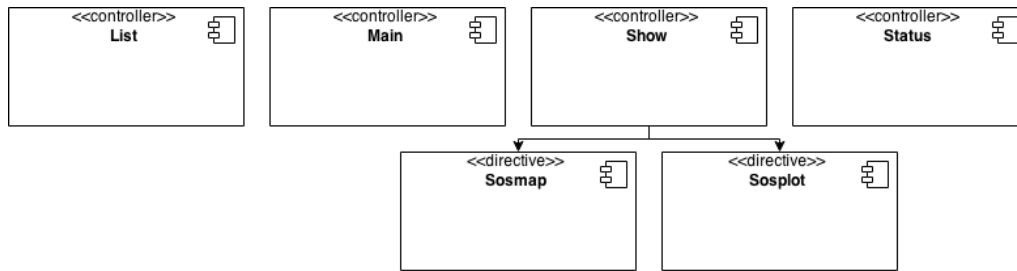 <<controller>>
List
<<controller>>
Main
<<controller>>
Show
<<controller>>
Status
<<directive>>
Sosmap
<<directive>>
Sosplot